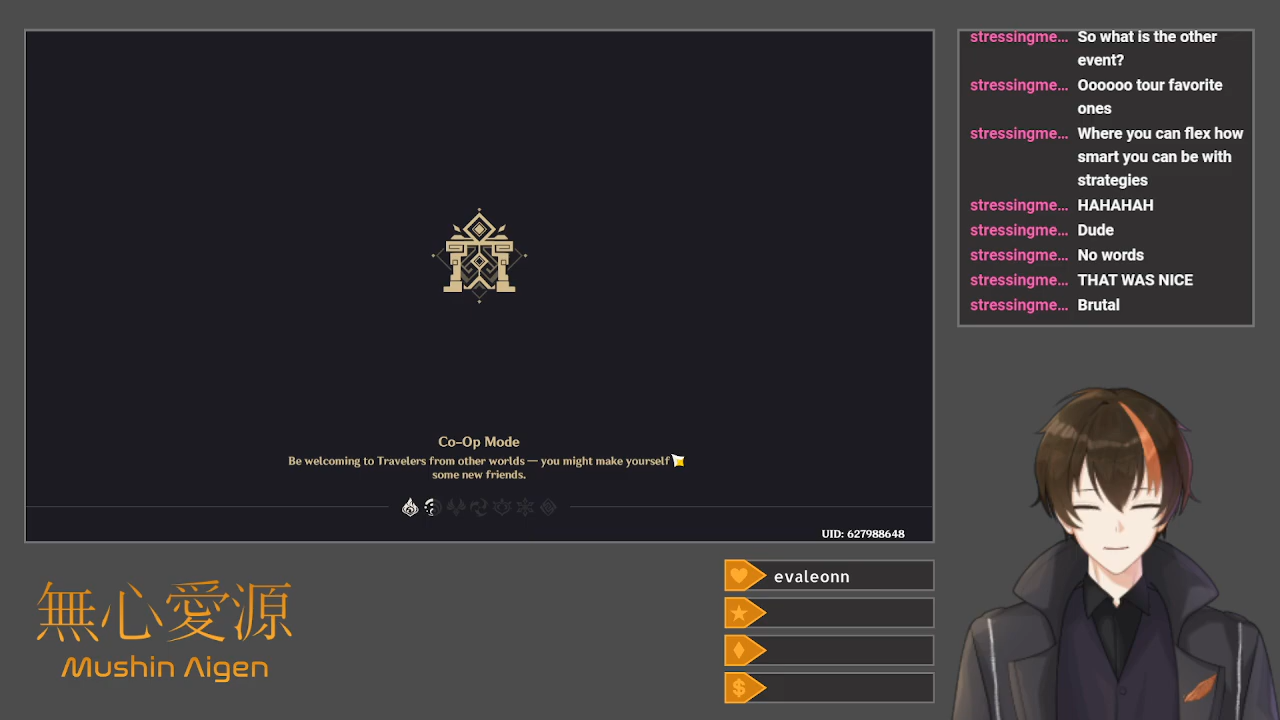 stressingme... So what is the other
event?
stressingme... Oooooo tour favorite
ones
stressingme... Where you can flex how
smart you can be with
strategies
stressingme... HAHAHAH
stressingme... Dude
stressingme... No words
stressingme... THAT WAS NICE
stressingme... Brutal
Co-Op Mode
Be welcoming to Travelers from other worlds — you might make yourself
some new friends.
UID: 627988648
evaleonn
無心愛源
Mushin Aigen